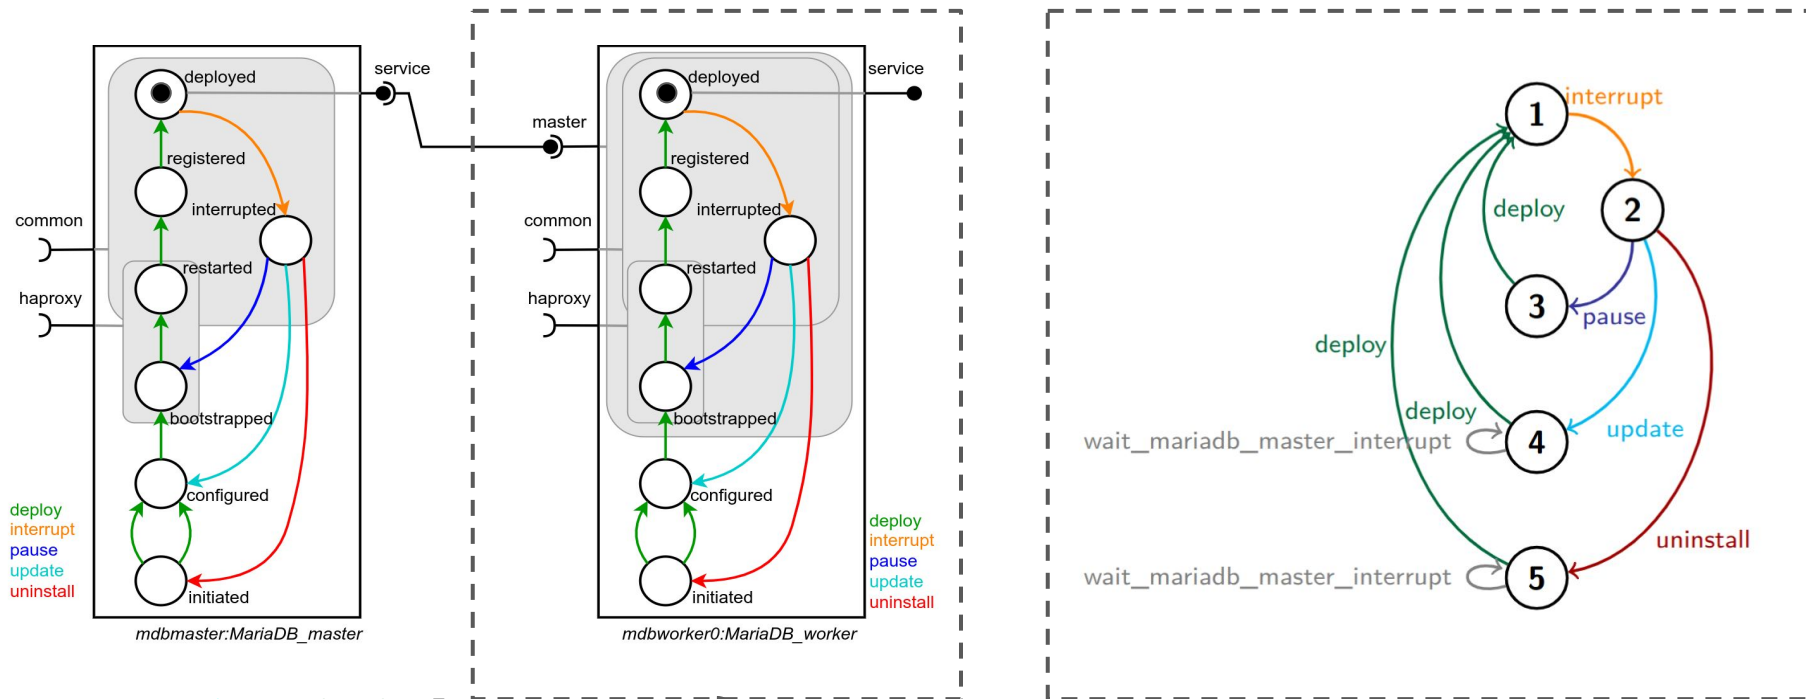 deployed
service
registered
interrupted
common
restarted
haproxy
bootstrapped
configured
deploy
interrupt
pause
update
uninstall
initiated
mdbmaster:MariaDB_master
deployed
service
master
registered
interrupted
common
restarted
haproxy
bootstrapped
configured
deploy
interrupt
pause
update
uninstall
initiated
mdbworker0:MariaDB_worker
1
interrupt
2
deploy
3
pause
deploy
deploy
wait_mariadb_master_interrupt
4
update
uninstall
wait_mariadb_master_interrupt
5